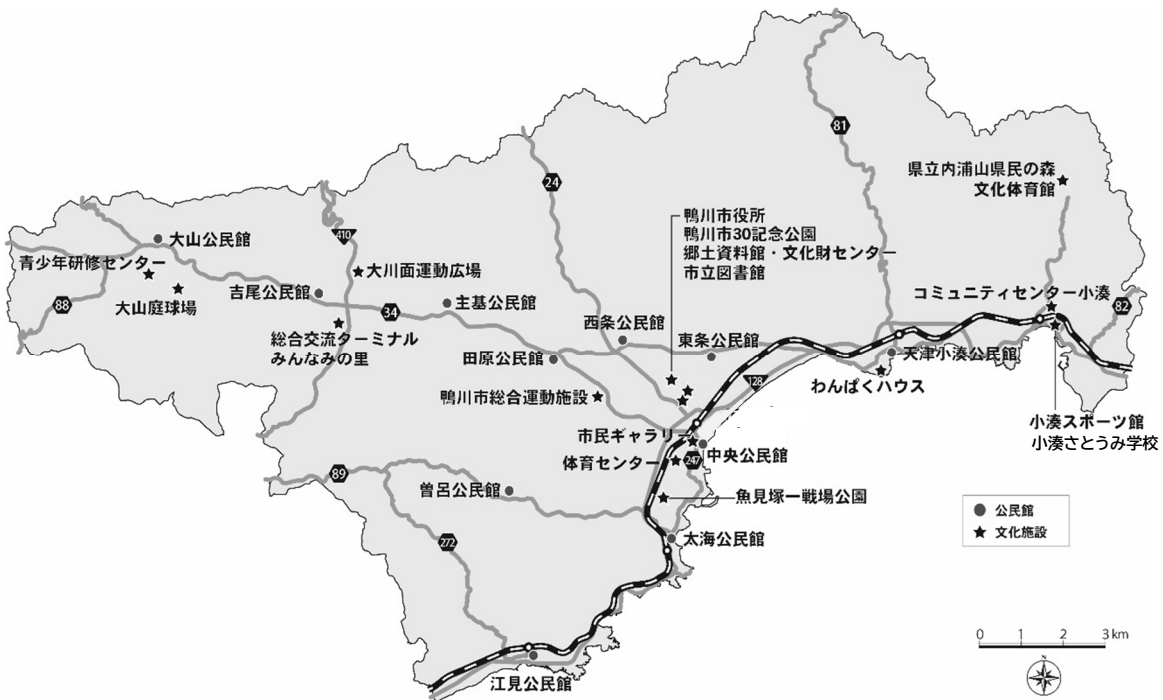 81
24
県立内浦山県民の森
文化体育館
鴨川市役所
鴨川市30記念公園
郷土資料館・文化財センター
市立図書館
大山公民館
410
青少年研修センター
大川面運動広場
大山庭球場
88
吉尾公民館
34
主基公民館
コミュニティセンター小湊
82
総合交流ターミナル
みんなみの里
西条公民館
東条公民館
田原公民館
天津小湊公民館
128
わんぱくハウス
鴨川市総合運動施設
小湊スポーツ館
小湊さとうみ学校
市民ギャラリー
中央公民館
体育センター
247
89
曽呂公民館
魚見塚一戦場公園
公民館
文化施設
272
太海公民館
江見公民館
0 1 2 3 km
N